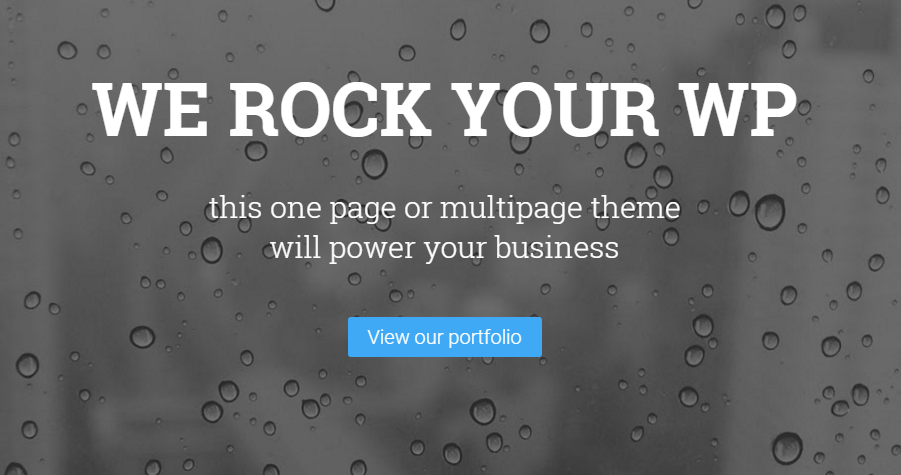 WE ROCK YOUR WP
this one page or multipage theme
will power your business
View our portfolio